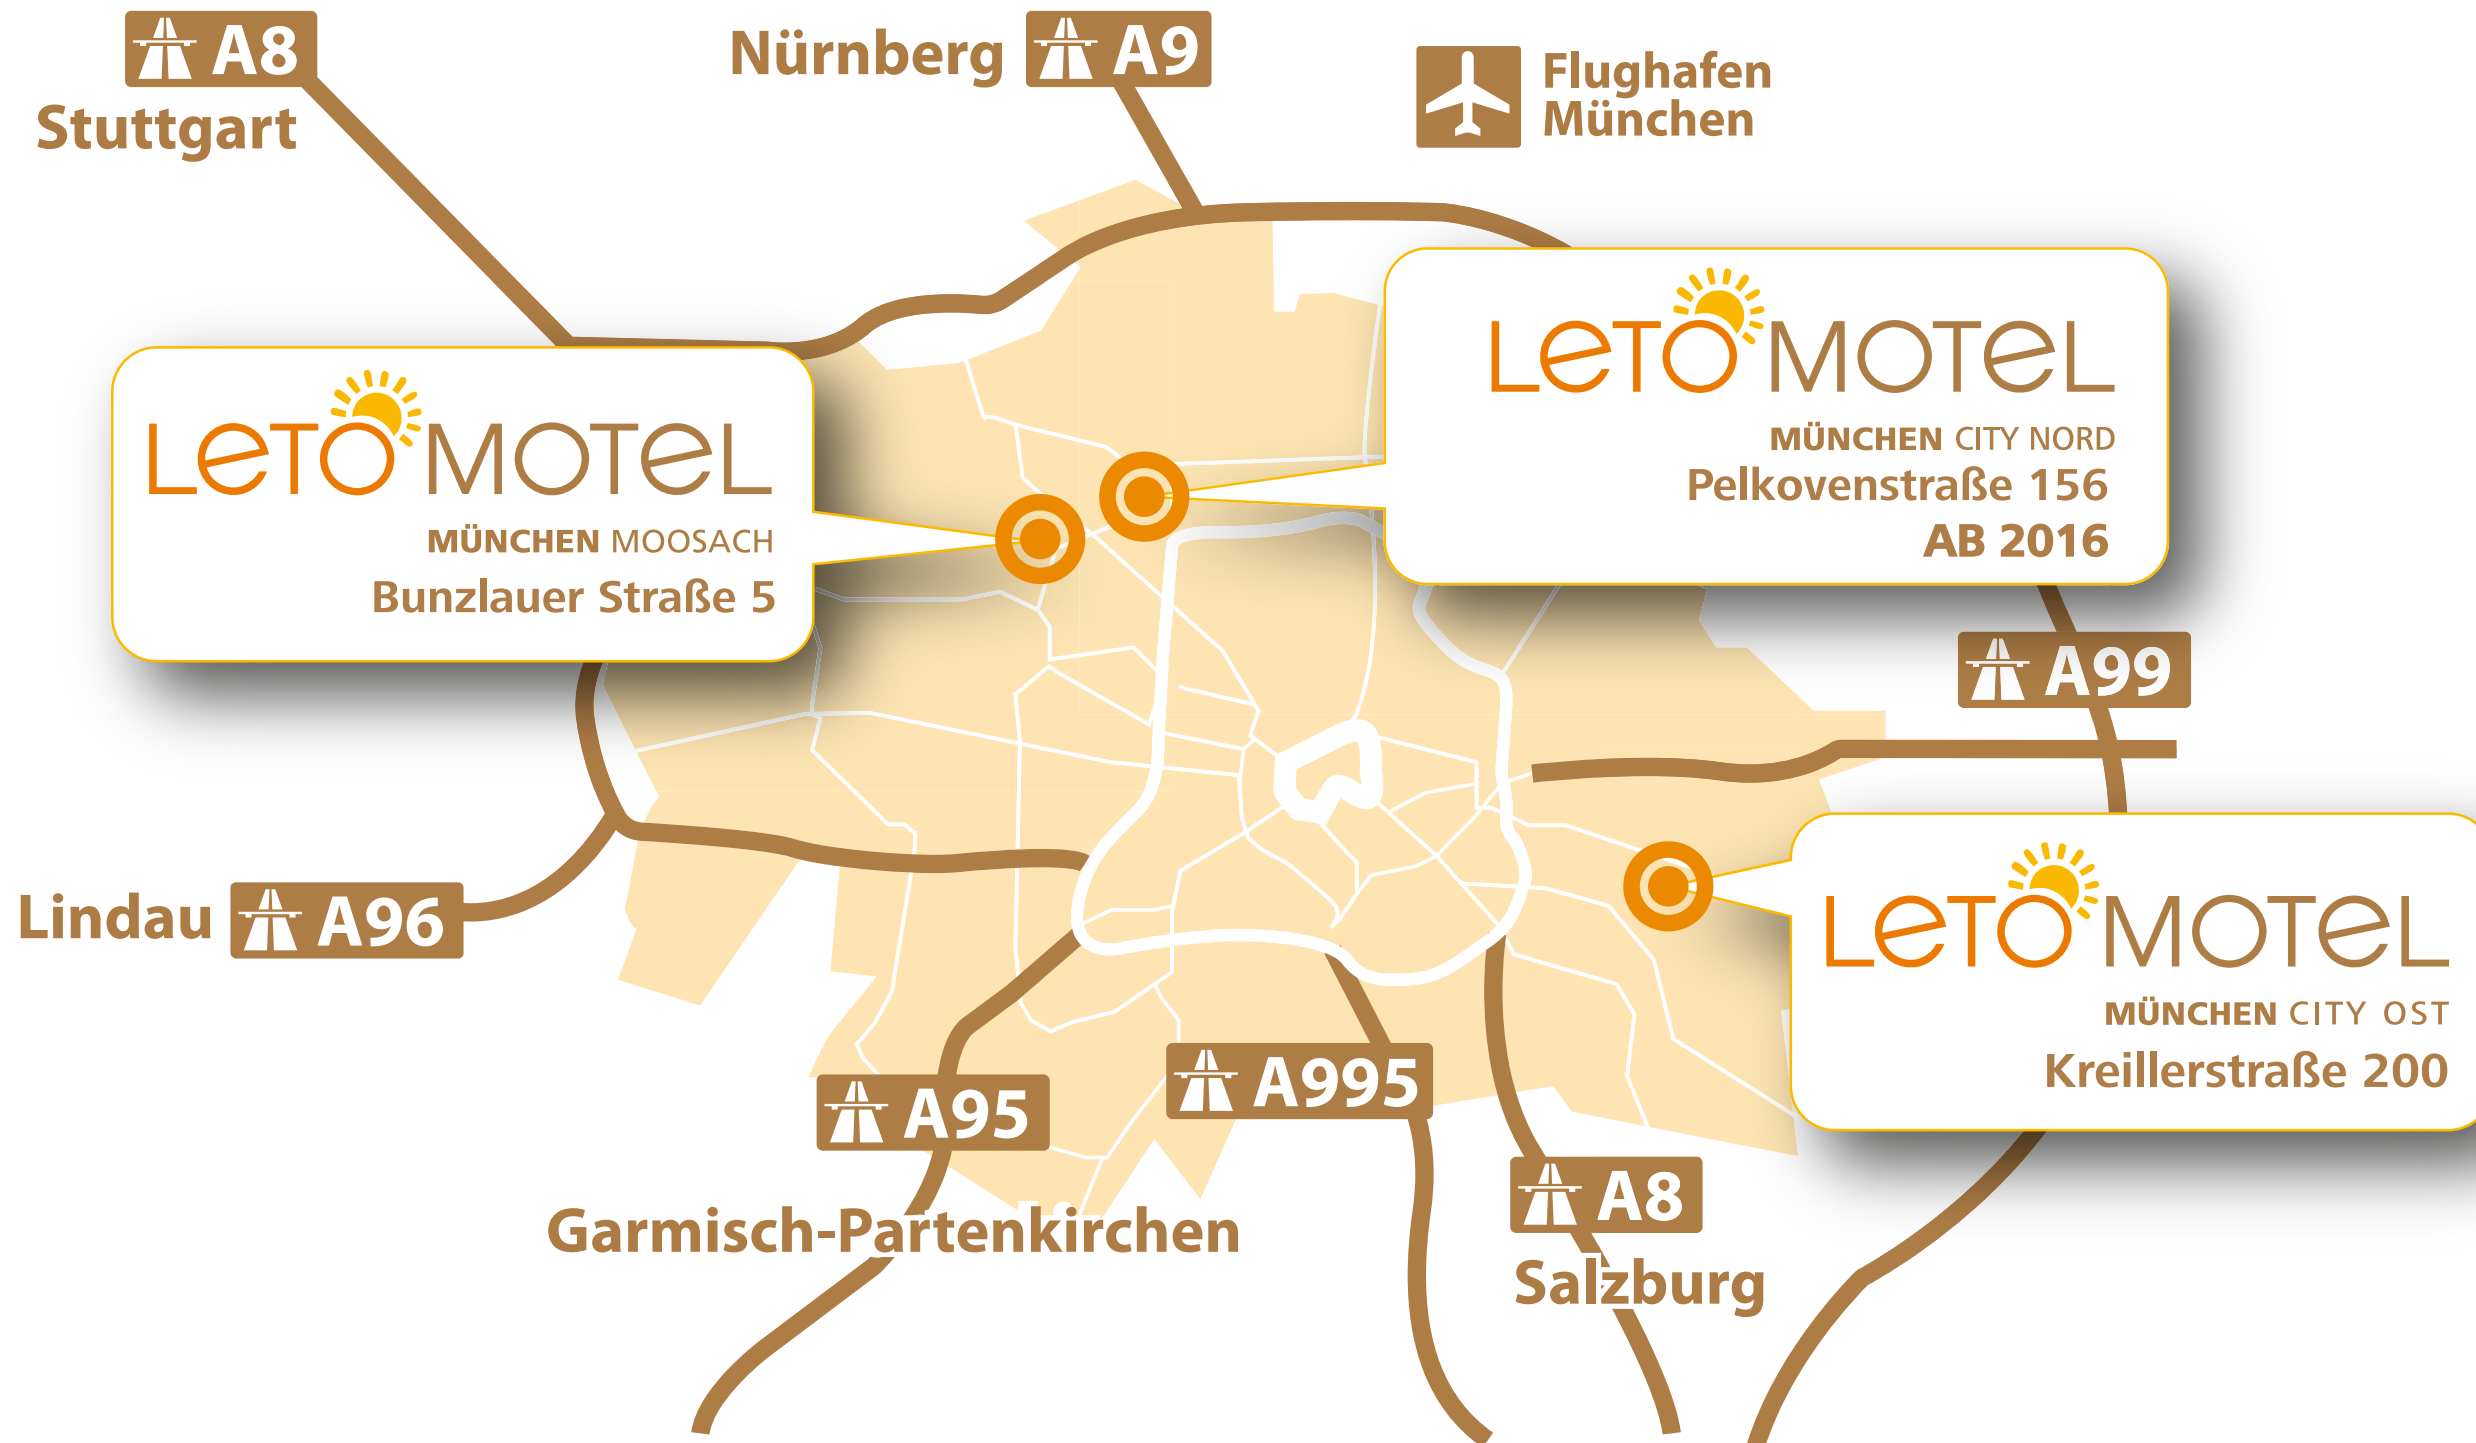 A8
Stuttgart
Nürnberg A9
Flughafen
München
LETO MOTEL
MÜNCHEN MOOSACH
Bunzlauer Straße 5
LETO MOTEL
MÜNCHEN CITY NORD
Pelkovenstraße 156
AB 2016
A99
Lindau A96
LETO MOTEL
MÜNCHEN CITY OST
Kreillerstraße 200
A95
Garmisch-Partenkirchen
A995
A8
Salzburg